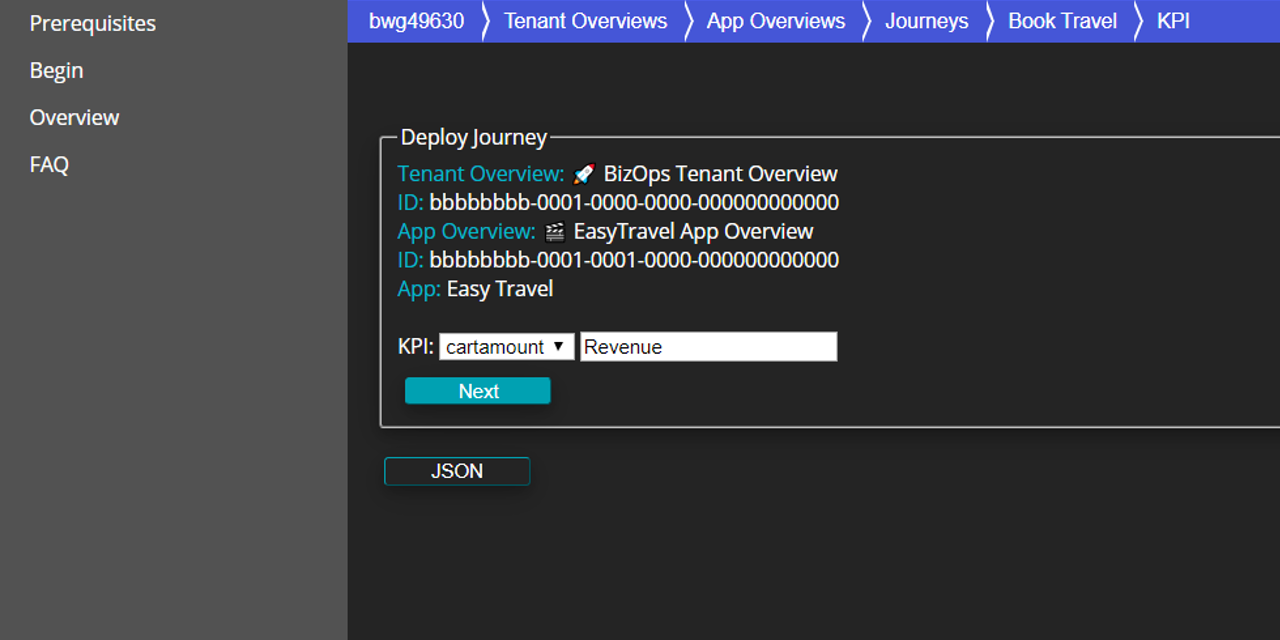 Prerequisites
Begin
Overview
FAQ
bwg49630 Tenant Overviews App Overviews Journeys Book Travel KPI
Deploy Journey
Tenant Overview: 🚀 BizOps Tenant Overview
ID: bbbbbbbb-0001-0000-0000-000000000000
App Overview: 🎬 EasyTravel App Overview
ID: bbbbbbbb-0001-0001-0000-000000000000
App: Easy Travel
KPI: cartamount ▼ Revenue
Next
JSON